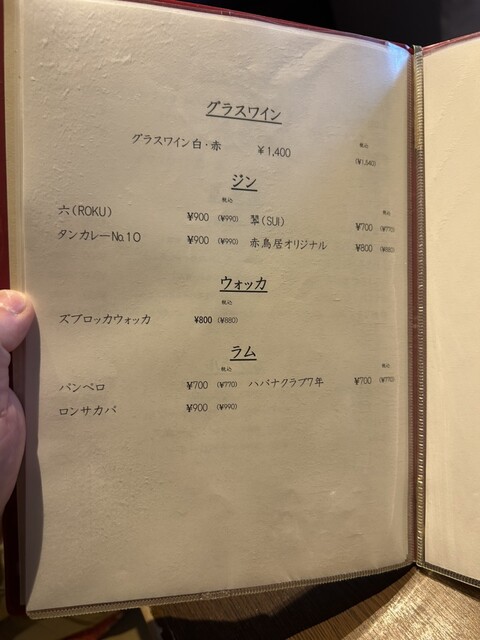 グラスワイン
税込
グラスワイン白・赤 ¥1,400 (¥1,540)
ジン
税込 税込
六(ROKU) ¥900 (¥990) 翠(SUI) ¥700 (¥770)
タンカレーNo.10 ¥900 (¥990) 赤鳥居オリジナル ¥800 (¥880)
ウォッカ
税込
ズブロッカウォッカ ¥800 (¥880)
ラム
税込 税込
パンペロ ¥700 (¥770) ハバナクラブ7年 ¥700 (¥770)
ロンサカパ ¥900 (¥990)